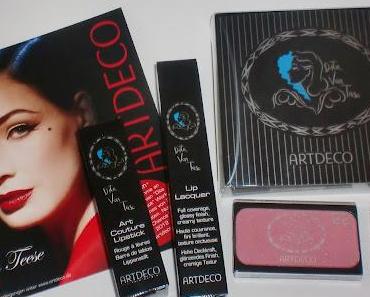 ARTDECO
Teese
www.artdeco.de
Dita
Von
Teese
Art
Couture
Lipstick
Rouge à lèvres
Barra de labios
Lippenstift
ARTDECO
Dita
Von
Teese
Lip
Lacquer
Full coverage,
glossy finish,
creamy texture
Haute couvrance,
fini brillant,
texture onctueuse
Hohe Deckkraft,
glänzendes Finish,
cremige Textur
ARTDECO
Dita
Von
Teese
ARTDECO